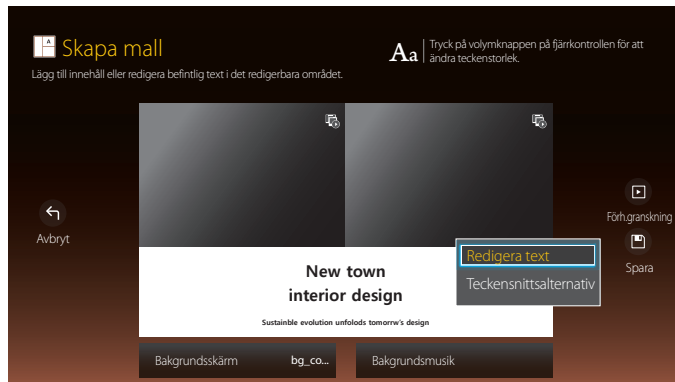 A
Skapa mall
Lägg till innehåll eller redigera befintlig text i det redigerbara området.
Aa
Tryck på volymknappen på fjärrkontrollen för att
ändra teckenstorlek.
Avbryt
Förh.granskning
Spara
Redigera text
Teckensnittsalternativ
New town
interior design
Sustainble evolution unfolods tomorrw's design
Bakgrundsskärm bg_co...
Bakgrundsmusik